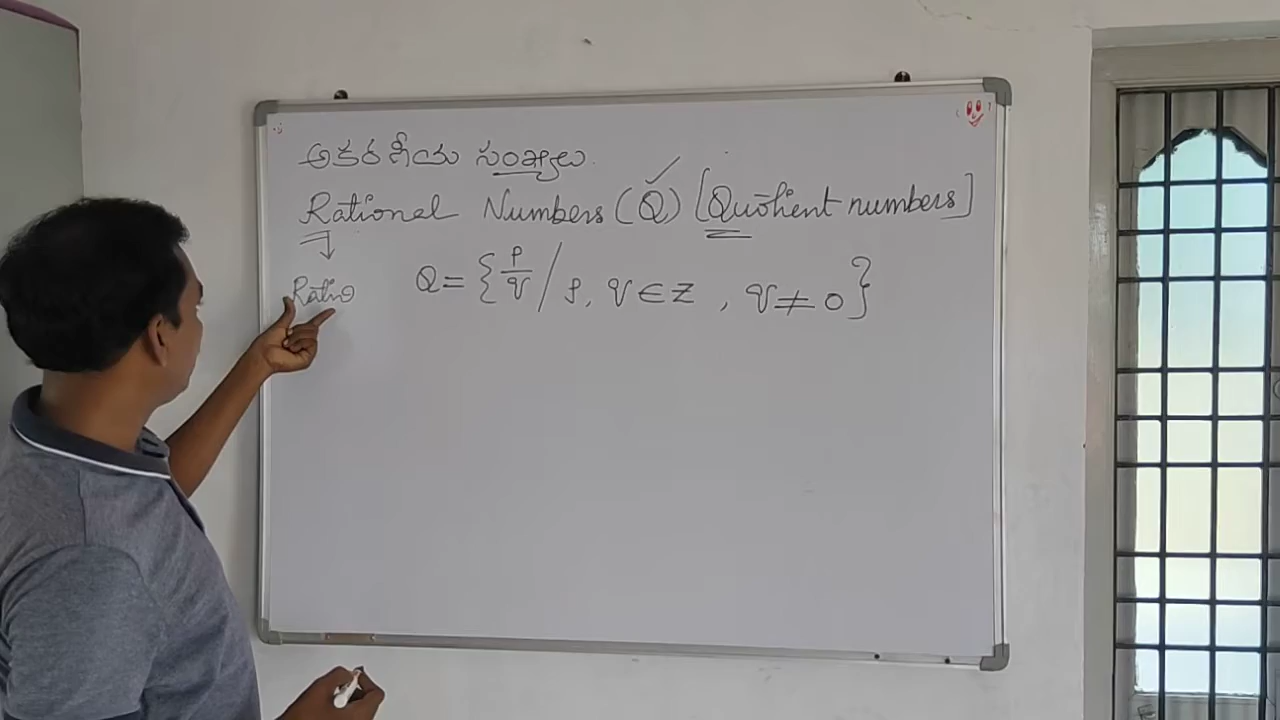 అకరణీయ సంఖ్యలు.
Rational Numbers (Q) [Quotient numbers]
Ratio
Q = {p/q / p, q ∈ Z, q ≠ 0}